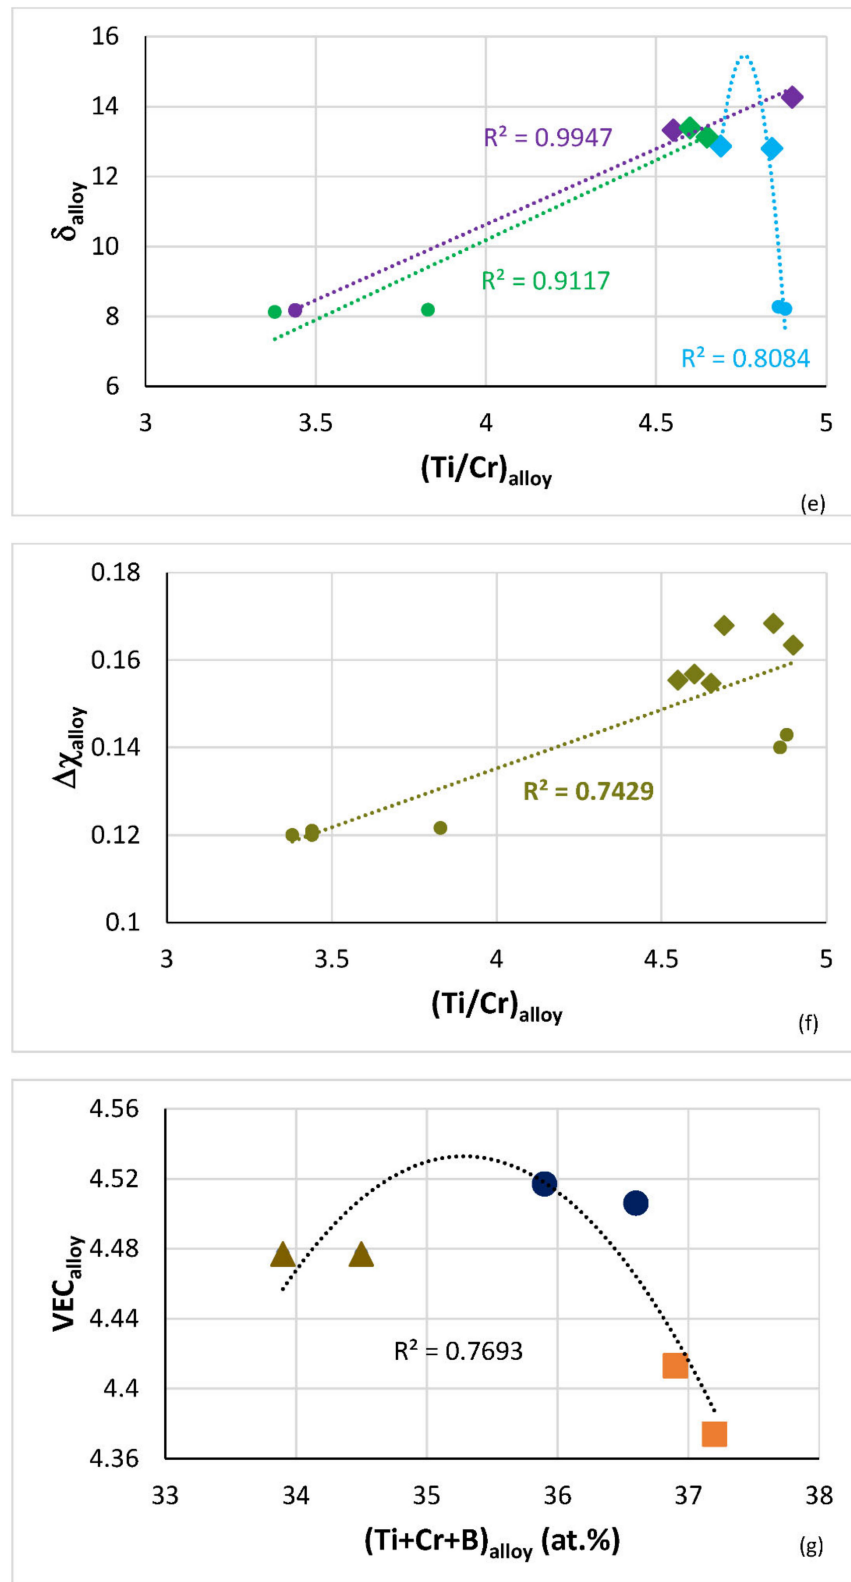 16
14
12
10
8
6
δalloy
R² = 0.9947
R² = 0.9117
R² = 0.8084
3 3.5 4 4.5 5
(Ti/Cr)alloy
(e)
0.18
0.16
0.14
0.12
0.1
Δχalloy
R² = 0.7429
3 3.5 4 4.5 5
(Ti/Cr)alloy
(f)
4.56
4.52
4.48
4.44
4.4
4.36
VECalloy
R² = 0.7693
33 34 35 36 37 38
(Ti+Cr+B)alloy (at.%)
(g)